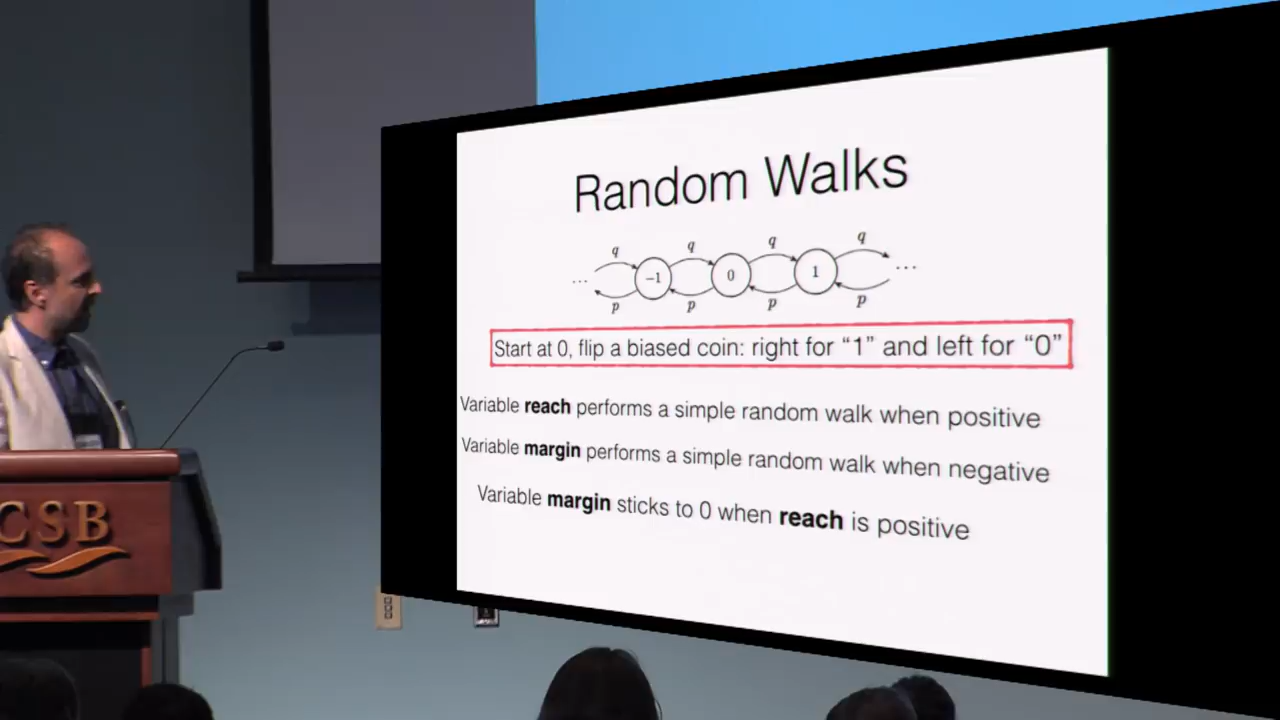 Random Walks
q q q q
... -1 0 1 ...
p p p p
Start at 0, flip a biased coin: right for “1” and left for “0”
Variable reach performs a simple random walk when positive
Variable margin performs a simple random walk when negative
Variable margin sticks to 0 when reach is positive
CSB